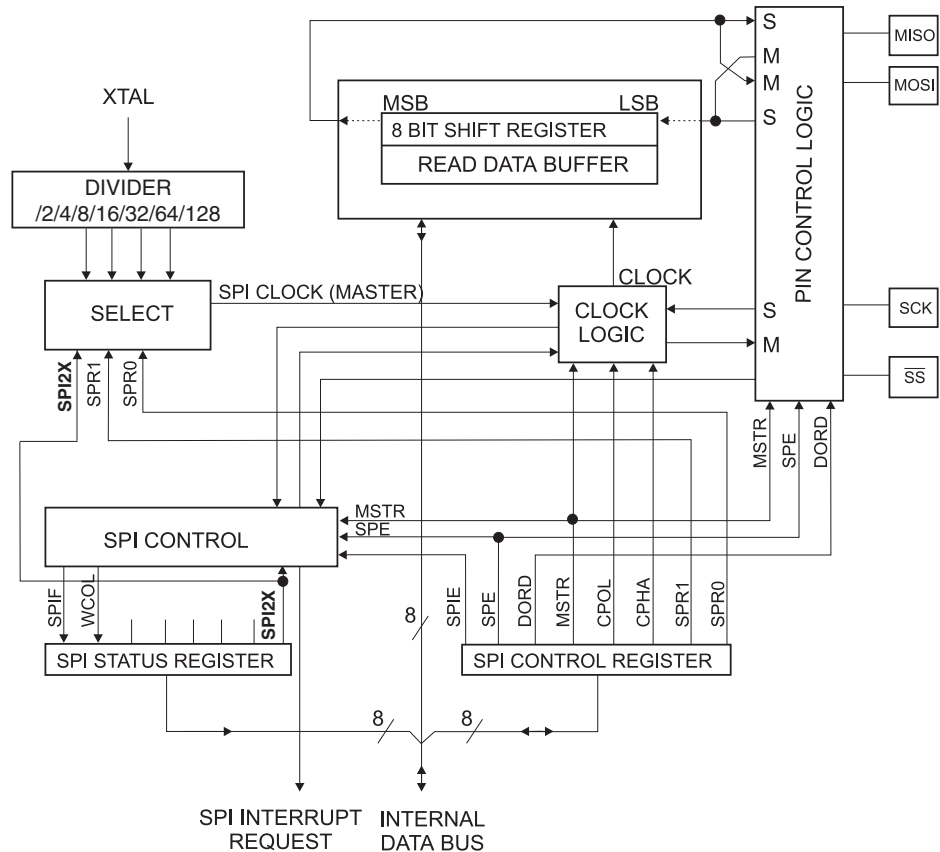 XTAL
DIVIDER
/2/4/8/16/32/64/128
SELECT
SPI2X
SPR1
SPR0
SPI CLOCK (MASTER)
MSB
LSB
8 BIT SHIFT REGISTER
READ DATA BUFFER
CLOCK
CLOCK
LOGIC
S
M
M
S
S
M
PIN CONTROL LOGIC
MISO
MOSI
SCK
SS
MSTR
SPE
DORD
SPI CONTROL
MSTR
SPE
SPIF
WCOL
SPI2X
SPI STATUS REGISTER
8
SPIE
SPE
DORD
MSTR
CPOL
CPHA
SPR1
SPR0
SPI CONTROL REGISTER
8
8
SPI INTERRUPT
REQUEST
INTERNAL
DATA BUS